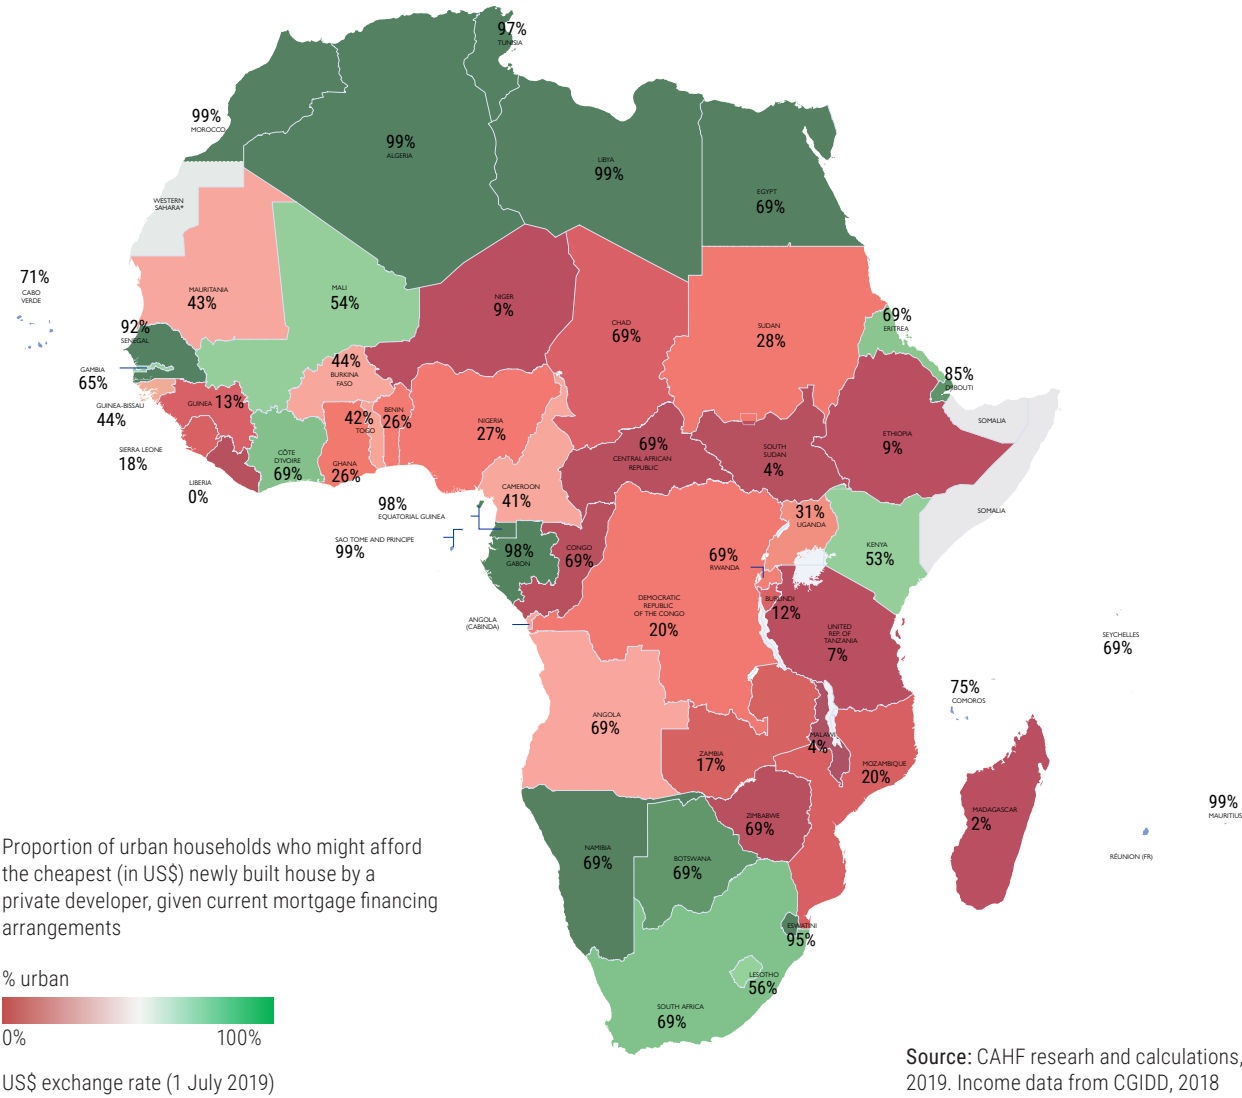 97%
TUNISIA
99%
MOROCCO
99%
ALGERIA
LIBYA
99%
EGYPT
69%
WESTERN
SAHARA*
71%
CABO
VERDE
MAURITANIA
43%
MALI
54%
NIGER
9%
CHAD
69%
SUDAN
28%
69%
ERITREA
92%
SENEGAL
GAMBIA
65%
GUINEA-BISSAU
44%
GUINEA 13%
44%
BURKINA
FASO
42%
TOGO
BENIN
26%
NIGERIA
27%
85%
DJIBOUTI
SOMALIA
ETHIOPIA
9%
SIERRA LEONE
18%
LIBERIA
0%
CÔTE
D'IVOIRE
69%
GHANA
26%
69%
CENTRAL AFRICAN
REPUBLIC
SOUTH
SUDAN
4%
CAMEROON
41%
98%
EQUATORIAL GUINEA
SAO TOME AND PRINCIPE
99%
98%
GABON
CONGO
69%
31%
UGANDA
KENYA
53%
SOMALIA
69%
RWANDA
BURUNDI
12%
DEMOCRATIC
REPUBLIC
OF THE CONGO
20%
ANGOLA
(CABINDA)
UNITED
REP. OF
TANZANIA
7%
SEYCHELLES
69%
75%
COMOROS
ANGOLA
69%
ZAMBIA
17%
MALAWI
4%
MOZAMBIQUE
20%
MADAGASCAR
2%
99%
MAURITIUS
RÉUNION (FR)
ZIMBABWE
69%
NAMIBIA
69%
BOTSWANA
69%
ESWATINI
95%
LESOTHO
56%
SOUTH AFRICA
69%
Proportion of urban households who might afford
the cheapest (in US$) newly built house by a
private developer, given current mortgage financing
arrangements
% urban
0% 100%
US$ exchange rate (1 July 2019)
Source: CAHF researh and calculations,
2019. Income data from CGIDD, 2018